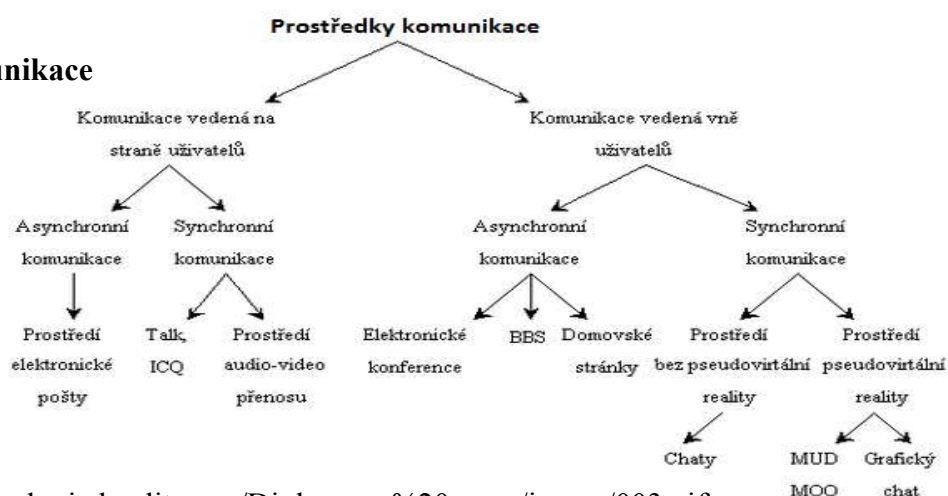 Prostředky komunikace
Komunikace vedená na
straně uživatelů
Komunikace vedená vně
uživatelů
Asynchronní
komunikace
Synchronní
komunikace
Asynchronní
komunikace
Synchronní
komunikace
Prostředí
elektronické
pošty
Talk,
ICQ
Prostředí
audio-video
přenosu
Elektronické
konference
BBS
Domovské
stránky
Prostředí
bez pseudovirtální
reality
Prostředí
pseudovirtální
reality
Chaty
MUD
MOO
Grafický
chat